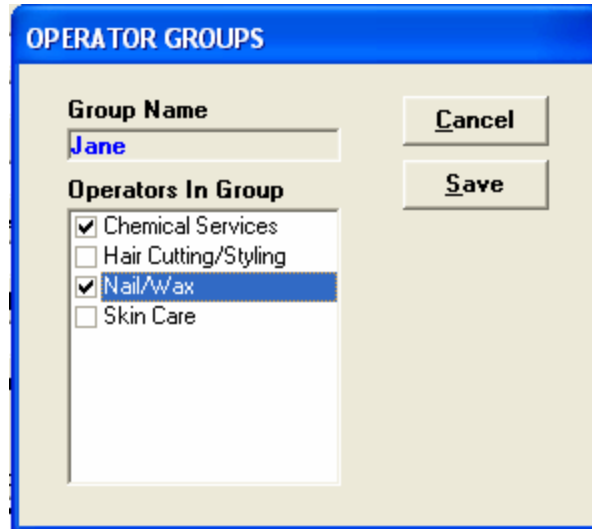 OPERATOR GROUPS
Group Name
Cancel
Jane
Operators In Group
Save
Chemical Services
Hair Cutting/Styling
Nail/Wax
Skin Care